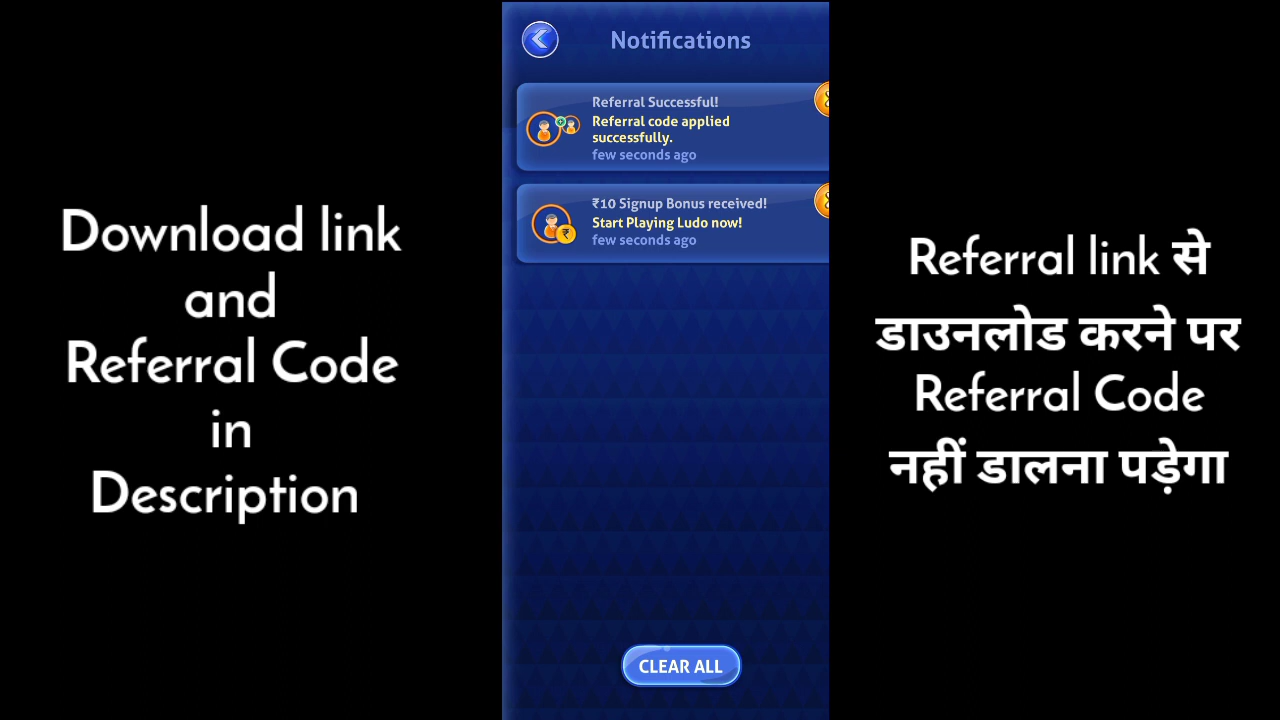 Download link
and
Referral Code
in
Description
Notifications
Referral Successful!
Referral code applied
successfully.
few seconds ago
₹10 Signup Bonus received!
Start Playing Ludo now!
few seconds ago
CLEAR ALL
Referral link से
डाउनलोड करने पर
Referral Code
नहीं डालना पड़ेगा